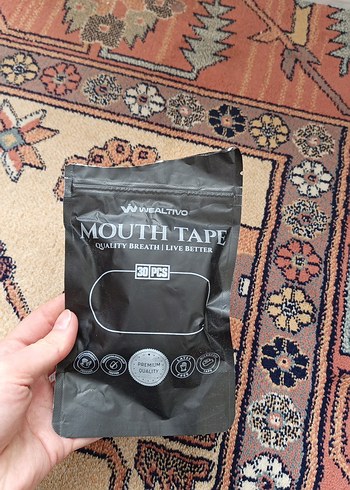 WEALTIVO
MOUTH TAPE
QUALITY BREATH | LIVE BETTER
30 PCS
PREMIUM
QUALITY